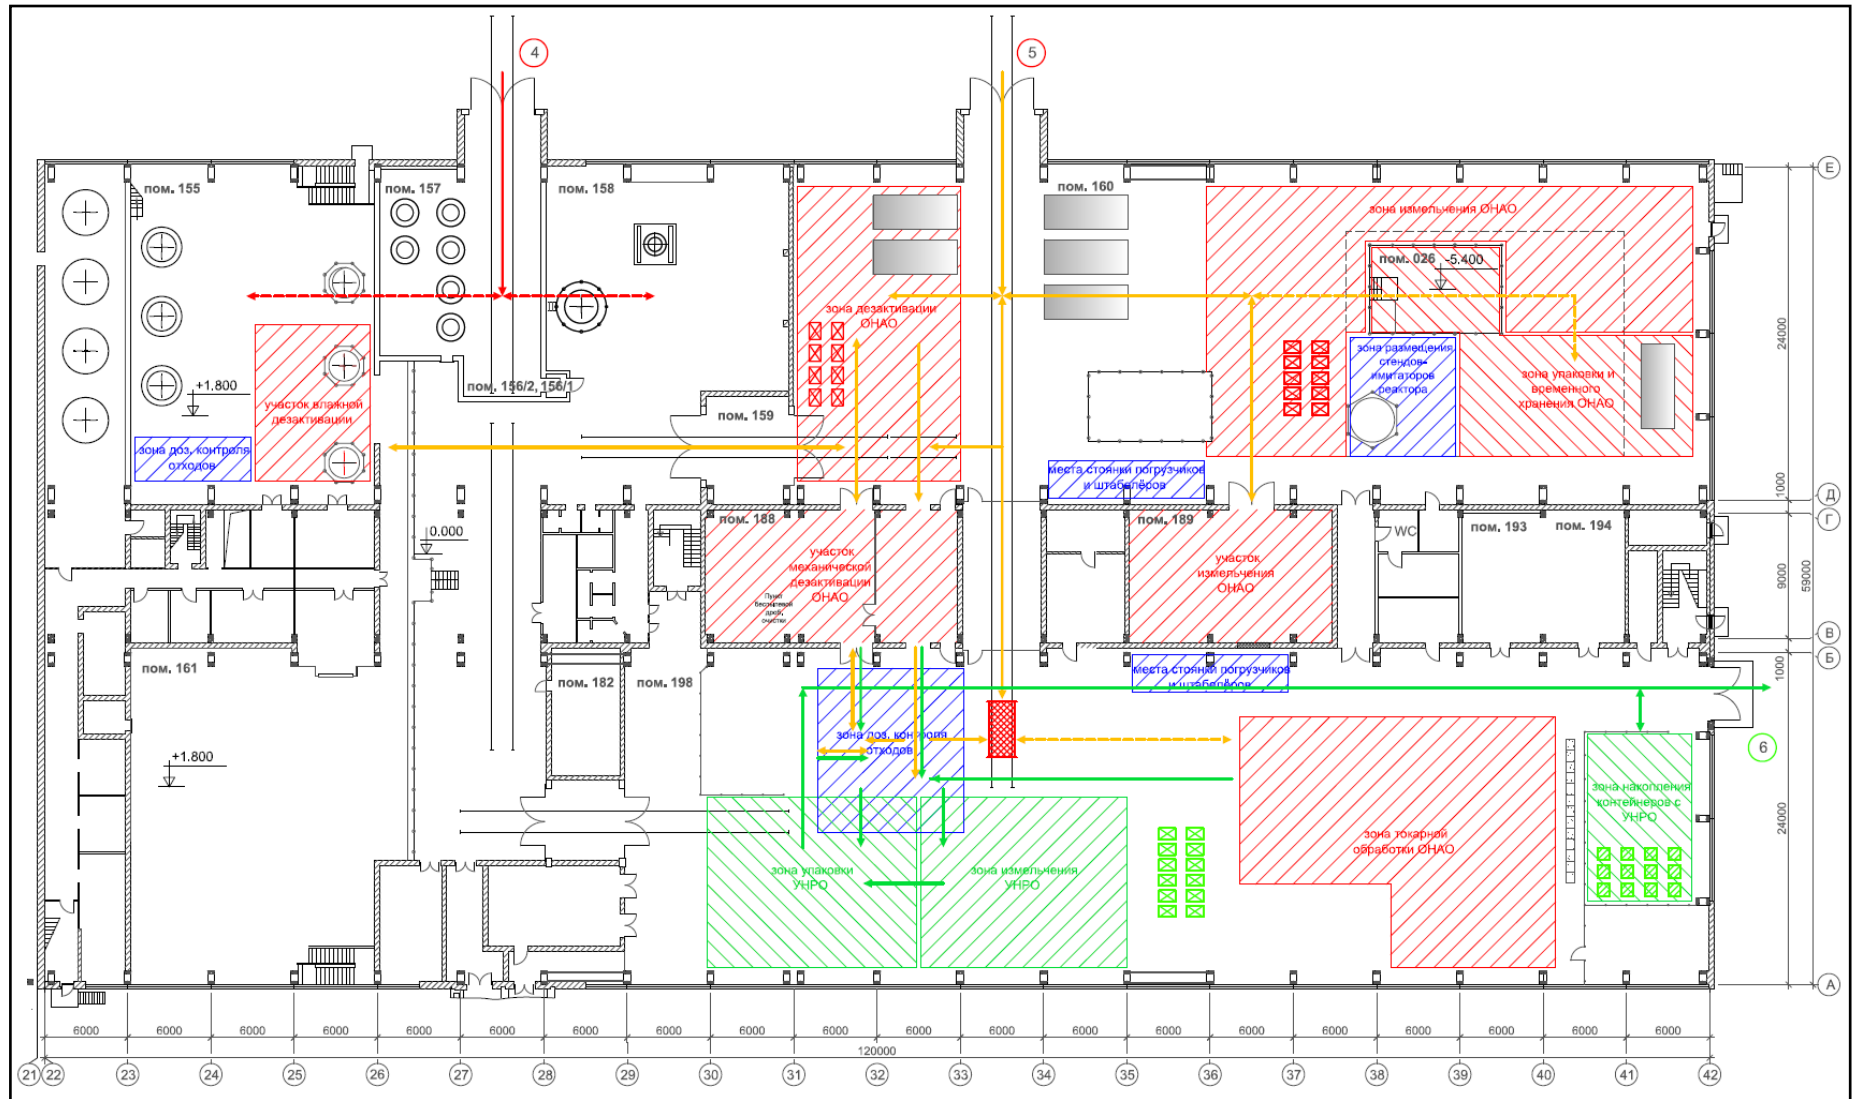 4
5
Е
пом. 155
пом. 157
пом. 158
пом. 160
зона измельчения ОНАО
пом. 026
-5.400
зона дезактивации
ОНАО
24000
зона размещения
стендов-
имитаторов
реактора
зона упаковки и
временного
хранения ОНАО
+1.800
пом. 156/2, 156/1
участок влажной
дезактивации
пом. 159
зона доз. контроля
отходов
места стоянки погрузчиков
и штабелёров
1000
Д
Г
пом. 188
пом. 189
WC
пом. 193
пом. 194
0.000
участок
механической
дезактивации
ОНАО
Пункт
беспылевой
дроб.
очистки
участок
измельчения
ОНАО
9000
59000
В
Б
1000
пом. 161
пом. 182
пом. 198
места стоянки погрузчиков
и штабелёров
зона доз. контроля
отходов
6
+1.800
зона накопления
контейнеров с
УНРО
24000
зона токарной
обработки ОНАО
зона упаковки
УНРО
зона измельчения
УНРО
А
6000 6000 6000 6000 6000 6000 6000 6000 6000 6000 6000 6000 6000 6000 6000 6000 6000 6000 6000 6000
120000
21 22 23 24 25 26 27 28 29 30 31 32 33 34 35 36 37 38 39 40 41 42